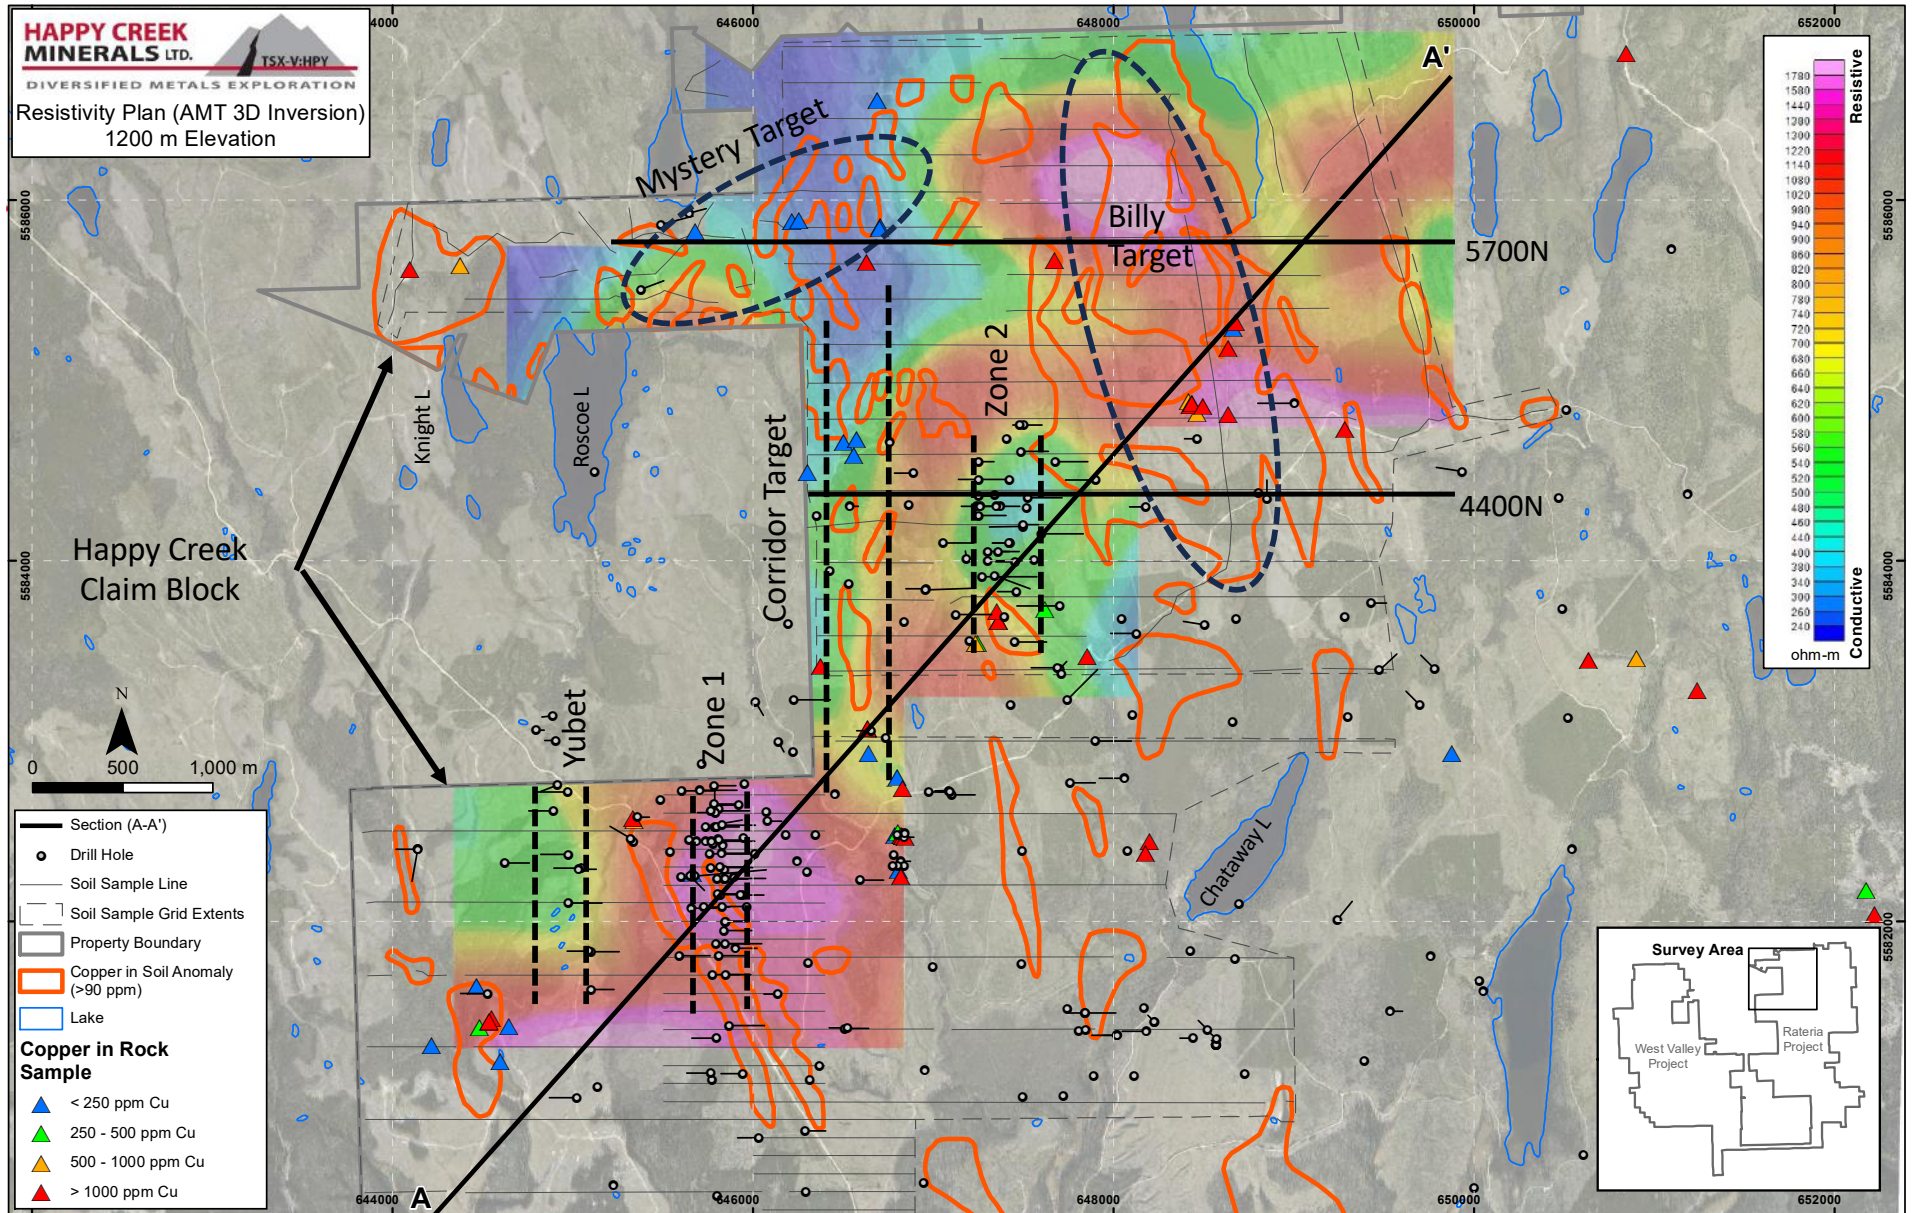 HAPPY CREEK
MINERALS LTD.
TSX-V:HPY
DIVERSIFIED METALS EXPLORATION
Resistivity Plan (AMT 3D Inversion)
1200 m Elevation
4000
646000
648000
650000
652000
A'
Mystery Target
5586000
5586000
Billy
Target
5700N
Zone 2
Knight L
Roscoe L
Corridor Target
4400N
Happy Creek
Claim Block
5584000
5584000
N
0 500 1,000 m
Yubet
Zone 1
Chataway L
5582000
A
644000
646000
648000
650000
652000
1780
1580
1440
1380
1300
1220
1140
1080
1020
980
940
900
860
820
780
740
720
700
680
660
640
620
600
580
560
540
520
500
480
460
440
400
380
340
300
260
240
ohm-m
Resistive
Conductive
Section (A-A')
Drill Hole
Soil Sample Line
Soil Sample Grid Extents
Property Boundary
Copper in Soil Anomaly
(>90 ppm)
Lake
Copper in Rock
Sample
< 250 ppm Cu
250 - 500 ppm Cu
500 - 1000 ppm Cu
> 1000 ppm Cu
Survey Area
West Valley
Project
Rateria
Project